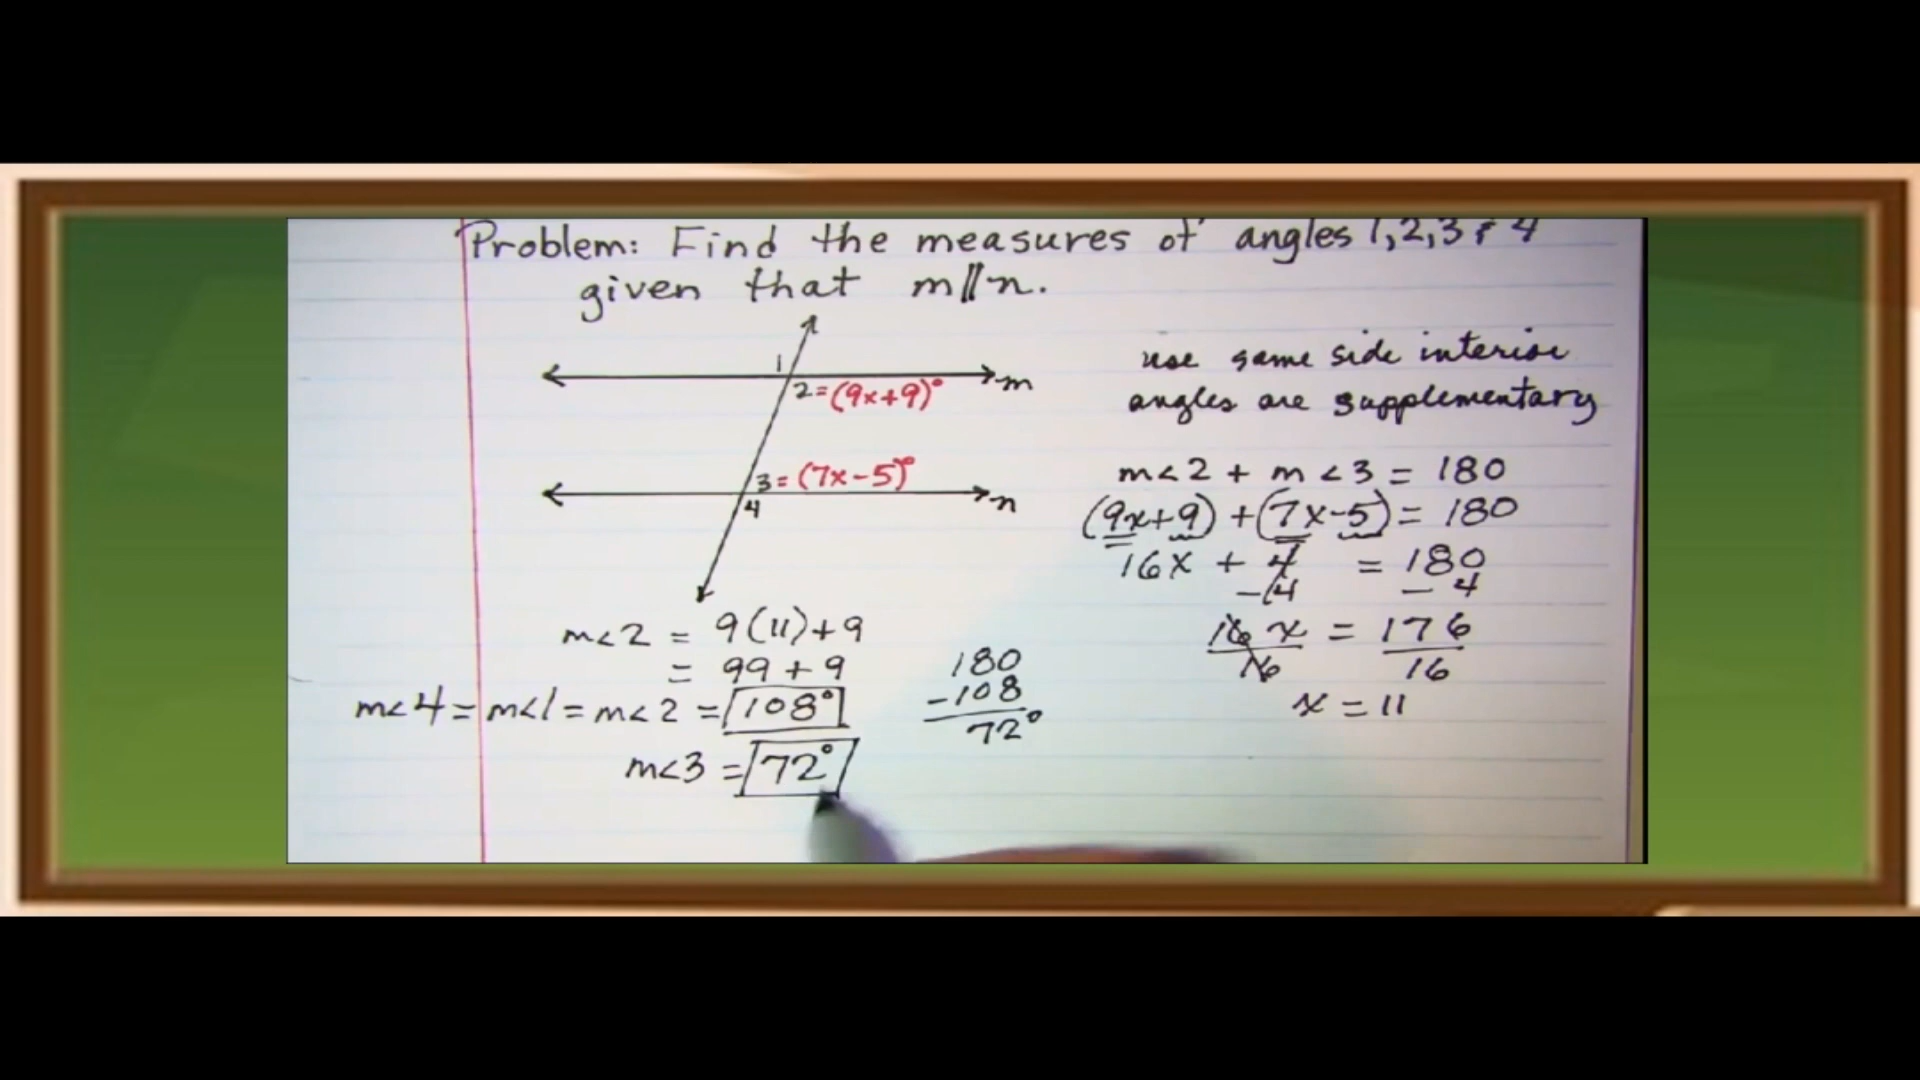 Problem: Find the measures of angles 1,2,3 & 4
given that m∥n.
1
m
2=(9x+9)°
3=(7x-5)°
n
4
use same side interior
angles are supplementary
m<2 + m<3 = 180
(9x+9) + (7x-5) = 180
16x + 4 = 180
-4 -4
16x = 176
16 16
x = 11
m<2 = 9(11)+9
= 99 + 9
m<4 = m<1 = m<2 = 108°
m<3 = 72°
180
-108
72°